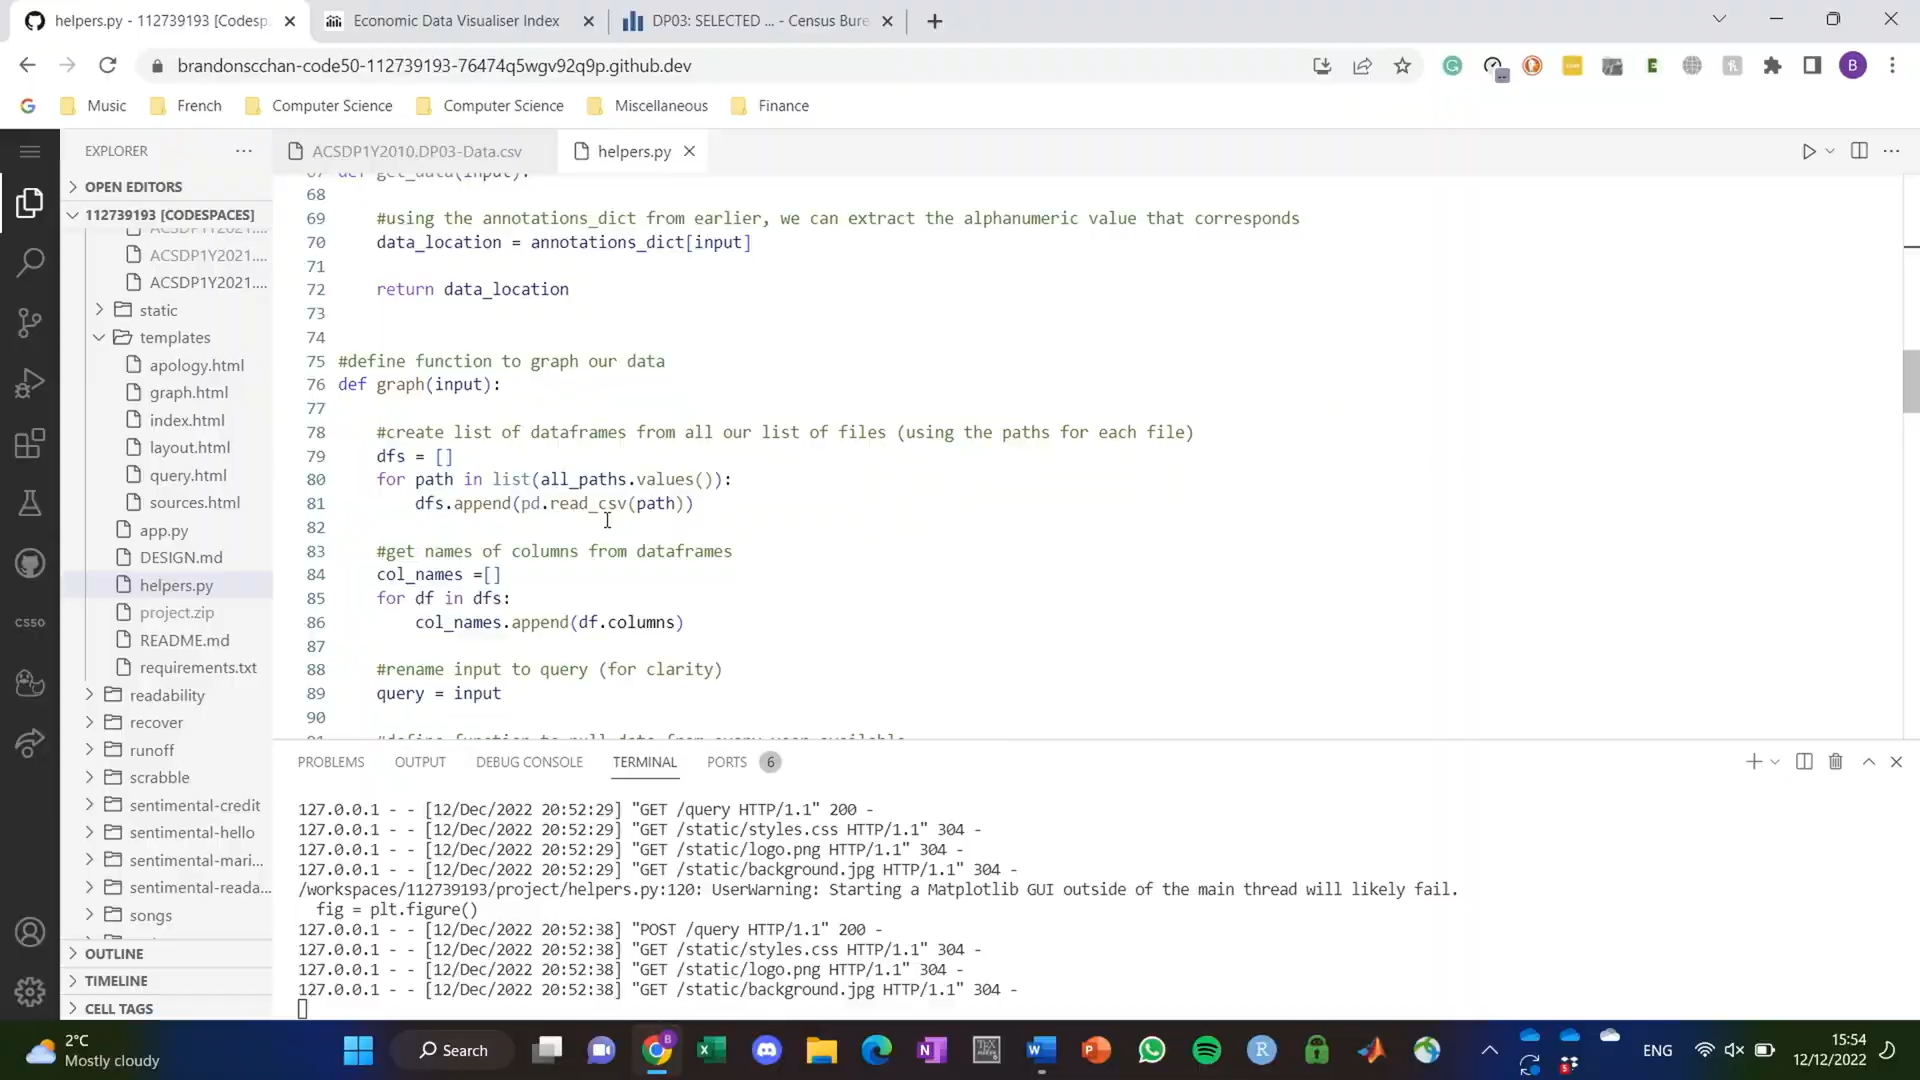 helpers.py - 112739193 [Codesp
Economic Data Visualiser Index
DP03: SELECTED ... - Census Bure
brandonscchan-code50-112739193-76474q5wgv92q9p.github.dev
B
G
Music
French
Computer Science
Computer Science
Miscellaneous
Finance
EXPLORER
ACSDP1Y2010.DP03-Data.csv
helpers.py
OPEN EDITORS
112739193 [CODESPACES]
ACSDP1Y2021....
ACSDP1Y2021....
ACSDP1Y2021....
static
templates
apology.html
graph.html
index.html
layout.html
query.html
sources.html
app.py
DESIGN.md
helpers.py
project.zip
README.md
requirements.txt
readability
recover
runoff
scrabble
sentimental-credit
sentimental-hello
sentimental-mari...
sentimental-reada...
songs
OUTLINE
TIMELINE
CELL TAGS
CS50
67 def get_data(input):
68
69 #using the annotations_dict from earlier, we can extract the alphanumeric value that corresponds
70 data_location = annotations_dict[input]
71
72 return data_location
73
74
75 #define function to graph our data
76 def graph(input):
77
78 #create list of dataframes from all our list of files (using the paths for each file)
79 dfs = []
80 for path in list(all_paths.values()):
81 dfs.append(pd.read_csv(path))
82
83 #get names of columns from dataframes
84 col_names =[]
85 for df in dfs:
86 col_names.append(df.columns)
87
88 #rename input to query (for clarity)
89 query = input
90
91 #define function to pull data from every year available
PROBLEMS
OUTPUT
DEBUG CONSOLE
TERMINAL
PORTS 6
127.0.0.1 - - [12/Dec/2022 20:52:29] "GET /query HTTP/1.1" 200 -
127.0.0.1 - - [12/Dec/2022 20:52:29] "GET /static/styles.css HTTP/1.1" 304 -
127.0.0.1 - - [12/Dec/2022 20:52:29] "GET /static/logo.png HTTP/1.1" 304 -
127.0.0.1 - - [12/Dec/2022 20:52:29] "GET /static/background.jpg HTTP/1.1" 304 -
/workspaces/112739193/project/helpers.py:120: UserWarning: Starting a Matplotlib GUI outside of the main thread will likely fail.
fig = plt.figure()
127.0.0.1 - - [12/Dec/2022 20:52:38] "POST /query HTTP/1.1" 200 -
127.0.0.1 - - [12/Dec/2022 20:52:38] "GET /static/styles.css HTTP/1.1" 304 -
127.0.0.1 - - [12/Dec/2022 20:52:38] "GET /static/logo.png HTTP/1.1" 304 -
127.0.0.1 - - [12/Dec/2022 20:52:38] "GET /static/background.jpg HTTP/1.1" 304 -
2°C
Mostly cloudy
Search
ENG
15:54
12/12/2022